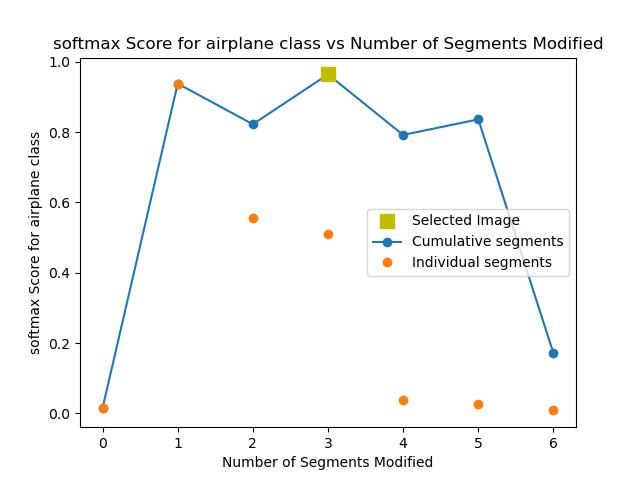 softmax Score for airplane class vs Number of Segments Modified
1.0
0.8
0.6
0.4
0.2
0.0
softmax Score for airplane class
Selected Image
Cumulative segments
Individual segments
0 1 2 3 4 5 6
Number of Segments Modified